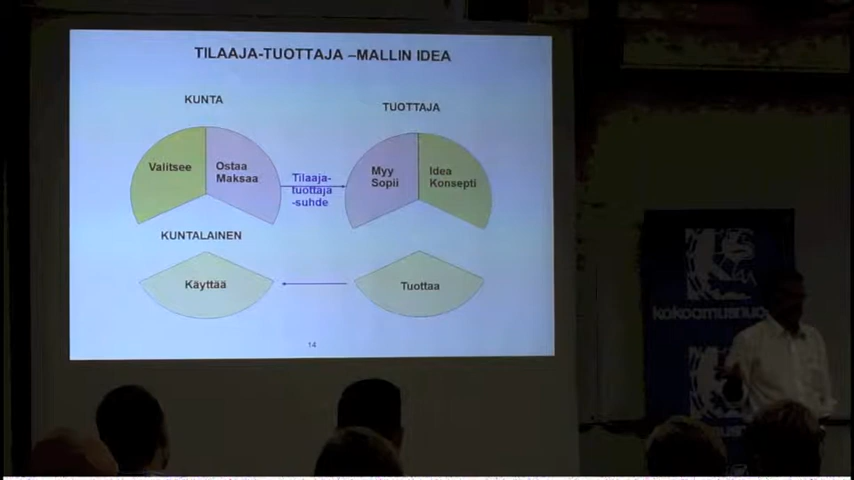 TILAAJA-TUOTTAJA –MALLIN IDEA
KUNTA
TUOTTAJA
Valitsee
Ostaa
Maksaa
Tilaaja-
tuottaja
-suhde
Myy
Sopii
Idea
Konsepti
KUNTALAINEN
Käyttää
Tuottaa
14